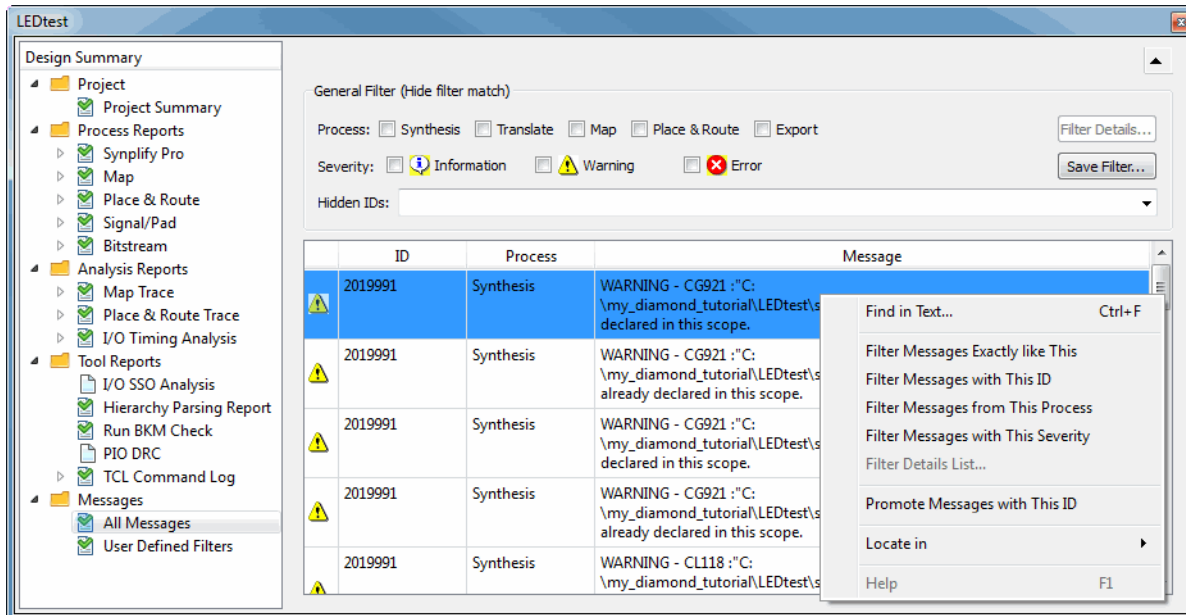 LEDtest
Design Summary
Project
Project Summary
Process Reports
Synplify Pro
Map
Place & Route
Signal/Pad
Bitstream
Analysis Reports
Map Trace
Place & Route Trace
I/O Timing Analysis
Tool Reports
I/O SSO Analysis
Hierarchy Parsing Report
Run BKM Check
PIO DRC
TCL Command Log
Messages
All Messages
User Defined Filters
General Filter (Hide filter match)
Process: Synthesis Translate Map Place & Route Export Filter Details...
Severity: Information Warning Error Save Filter...
Hidden IDs:
ID Process Message
2019991 Synthesis WARNING - CG921 :"C:
\my_diamond_tutorial\LEDtest\s
declared in this scope.
2019991 Synthesis WARNING - CG921 :"C:
\my_diamond_tutorial\LEDtest\s
already declared in this scope.
2019991 Synthesis WARNING - CG921 :"C:
\my_diamond_tutorial\LEDtest\s
declared in this scope.
2019991 Synthesis WARNING - CG921 :"C:
\my_diamond_tutorial\LEDtest\s
already declared in this scope.
2019991 Synthesis WARNING - CL118 :"C:
\my_diamond_tutorial\LEDtest\s
Find in Text... Ctrl+F
Filter Messages Exactly like This
Filter Messages with This ID
Filter Messages from This Process
Filter Messages with This Severity
Filter Details List...
Promote Messages with This ID
Locate in
Help F1